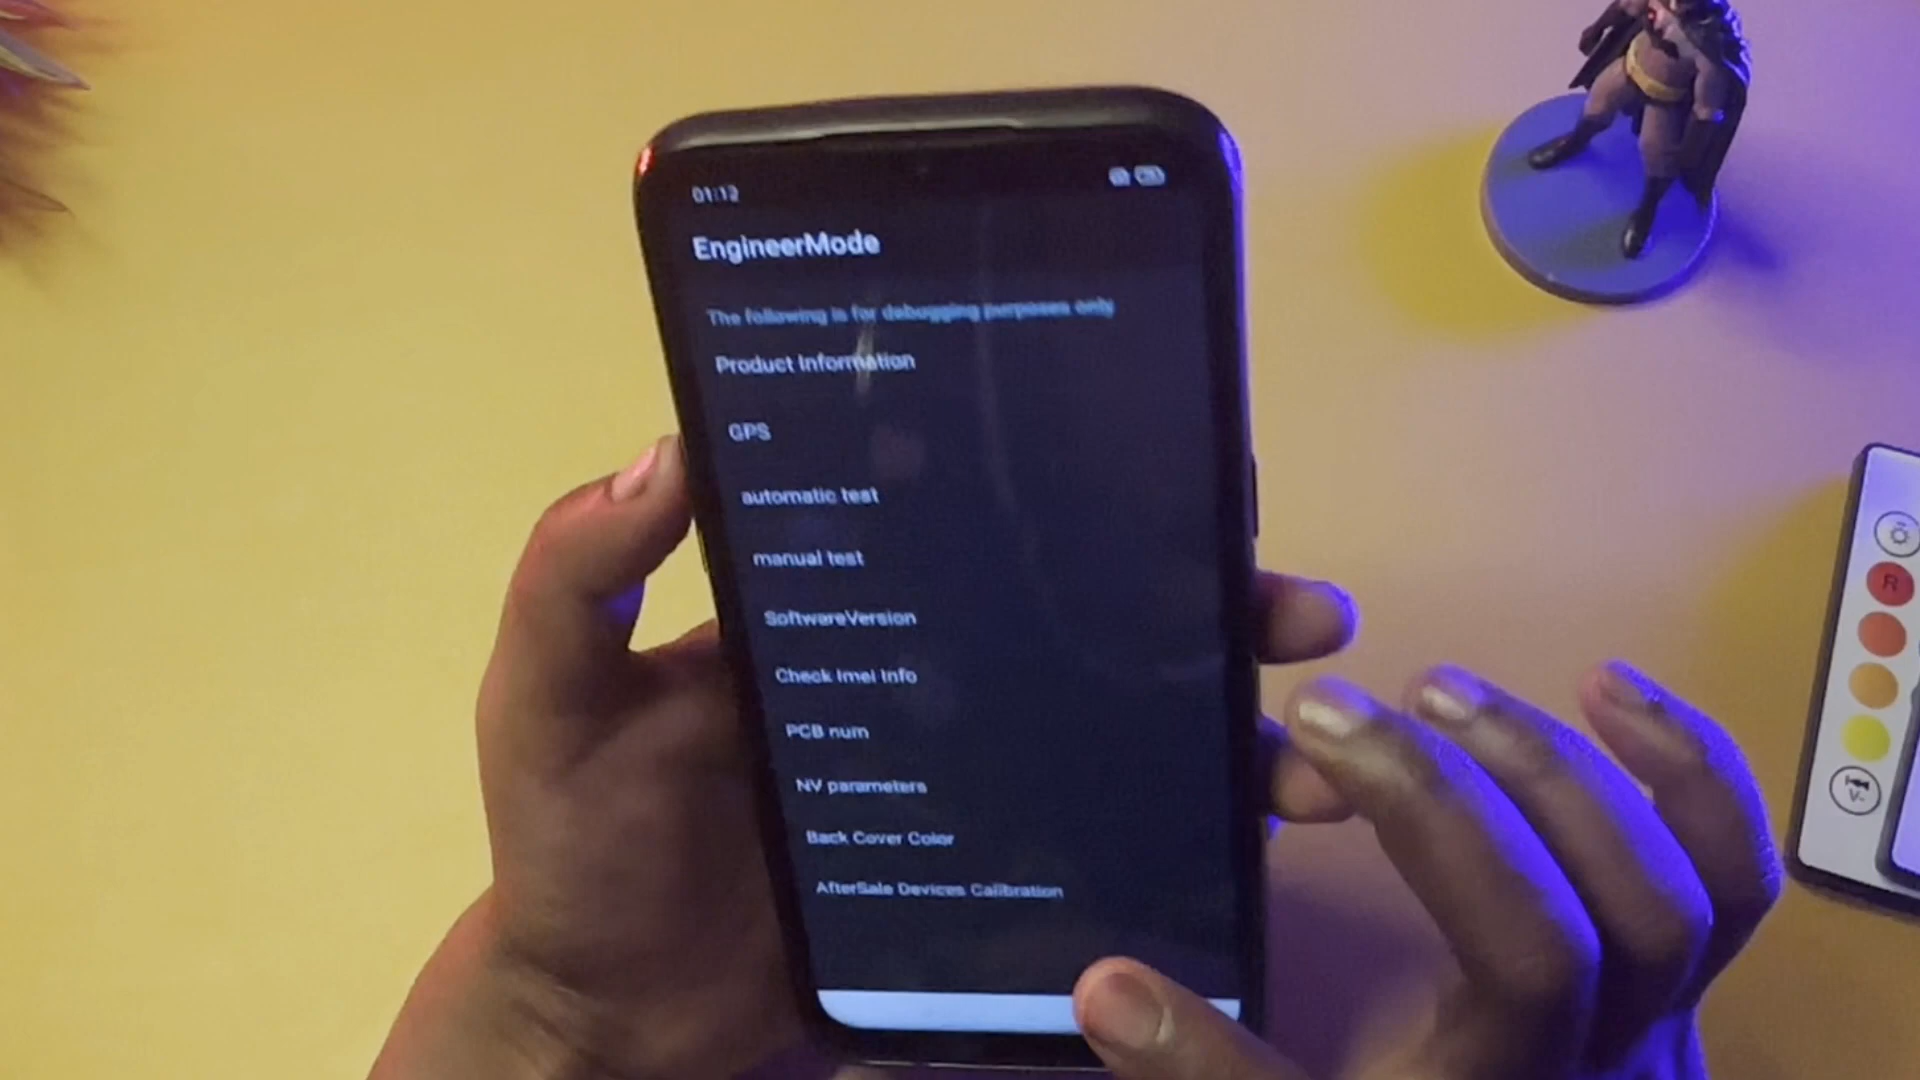 01:12
EngineerMode
The following is for debugging purposes only
Product Information
GPS
automatic test
manual test
SoftwareVersion
Check Imei Info
PCB num
NV parameters
Back Cover Color
AfterSale Devices Calibration
R
V-